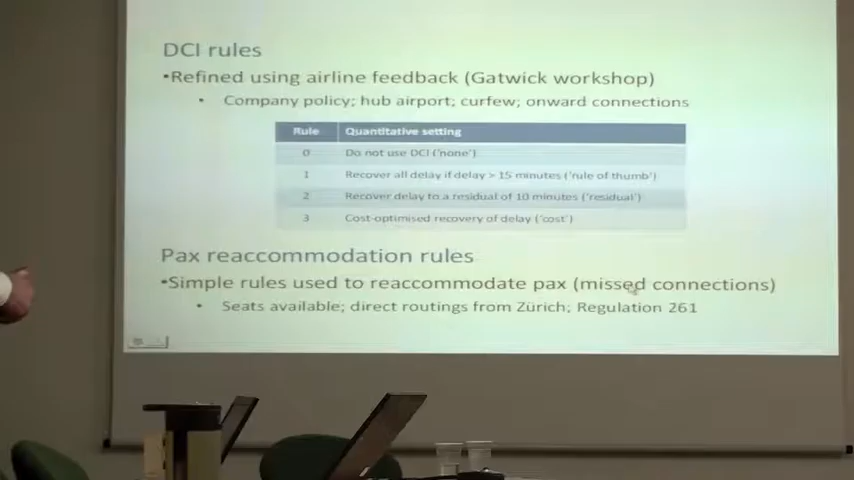 DCI rules
•Refined using airline feedback (Gatwick workshop)
• Company policy; hub airport; curfew; onward connections
Rule Quantitative setting
0 Do not use DCI ('none')
1 Recover all delay if delay > 15 minutes ('rule of thumb')
2 Recover delay to a residual of 10 minutes ('residual')
3 Cost-optimised recovery of delay ('cost')
Pax reaccommodation rules
•Simple rules used to reaccommodate pax (missed connections)
• Seats available; direct routings from Zürich; Regulation 261